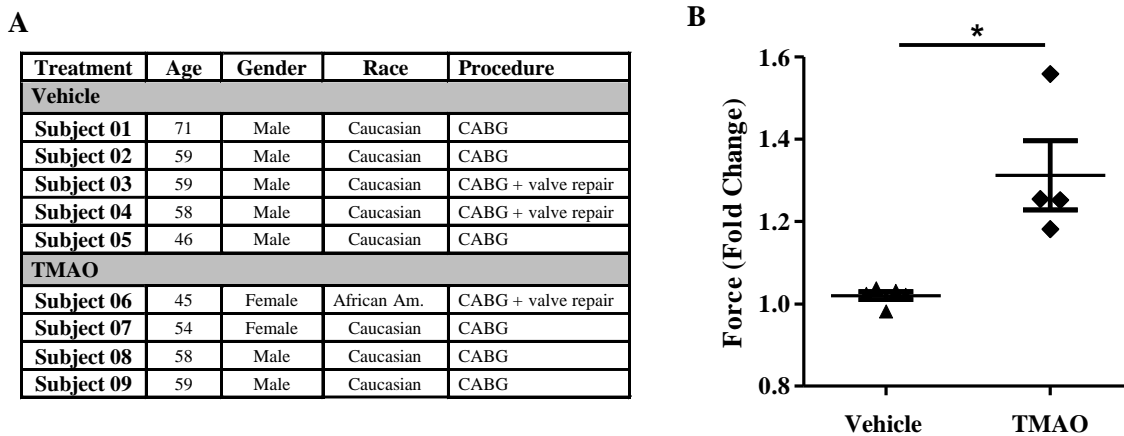 A
Treatment Age Gender Race Procedure
Vehicle
Subject 01 71 Male Caucasian CABG
Subject 02 59 Male Caucasian CABG
Subject 03 59 Male Caucasian CABG + valve repair
Subject 04 58 Male Caucasian CABG + valve repair
Subject 05 46 Male Caucasian CABG
TMAO
Subject 06 45 Female African Am. CABG + valve repair
Subject 07 54 Female Caucasian CABG
Subject 08 58 Male Caucasian CABG
Subject 09 59 Male Caucasian CABG
B
*
Force (Fold Change)
1.6
1.4
1.2
1.0
0.8
Vehicle TMAO